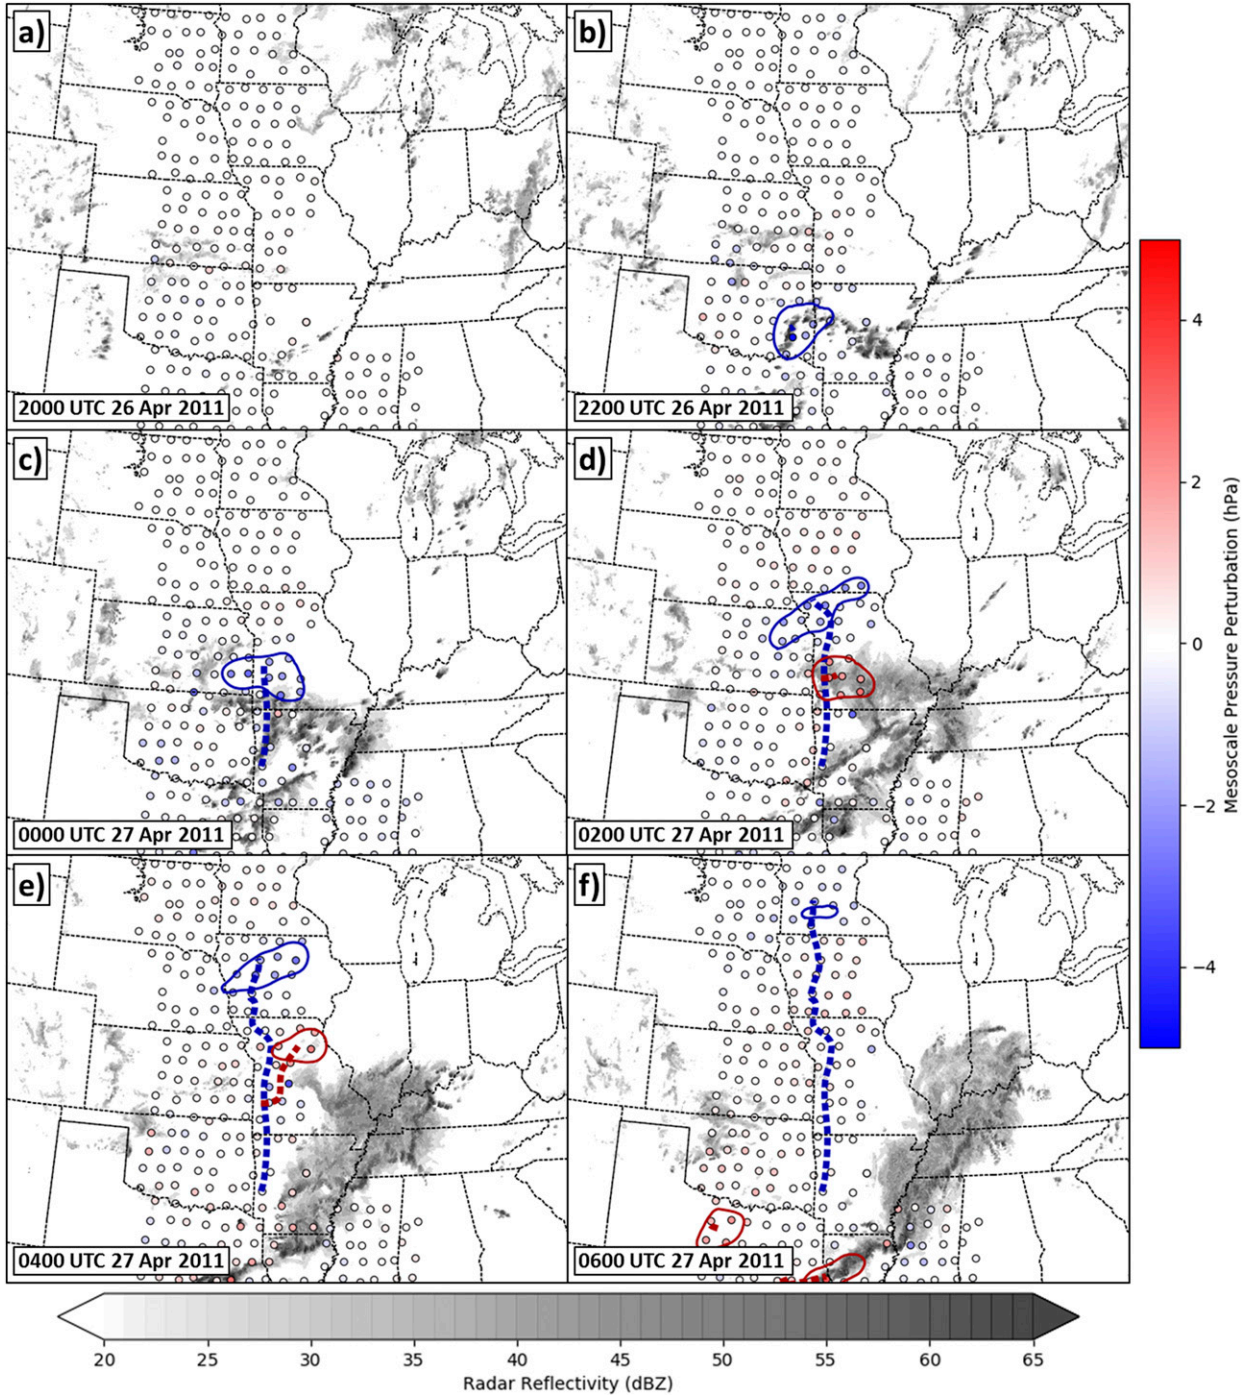 a)
2000 UTC 26 Apr 2011
b)
2200 UTC 26 Apr 2011
c)
0000 UTC 27 Apr 2011
d)
0200 UTC 27 Apr 2011
e)
0400 UTC 27 Apr 2011
f)
0600 UTC 27 Apr 2011
4
2
0
−2
−4
Mesoscale Pressure Perturbation (hPa)
20 25 30 35 40 45 50 55 60 65
Radar Reflectivity (dBZ)